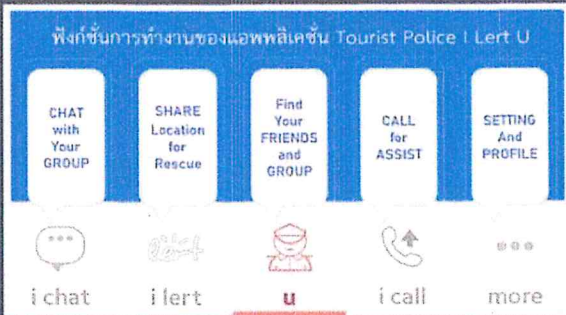 ฟังก์ชั่นการทำงานของแอพพลิเคชั่น Tourist Police I Lert U
CHAT
with
Your
GROUP
SHARE
Location
for
Rescue
Find
Your
FRIENDS
and
GROUP
CALL
for
ASSIST
SETTING
And
PROFILE
i chat
i lert
u
i call
more